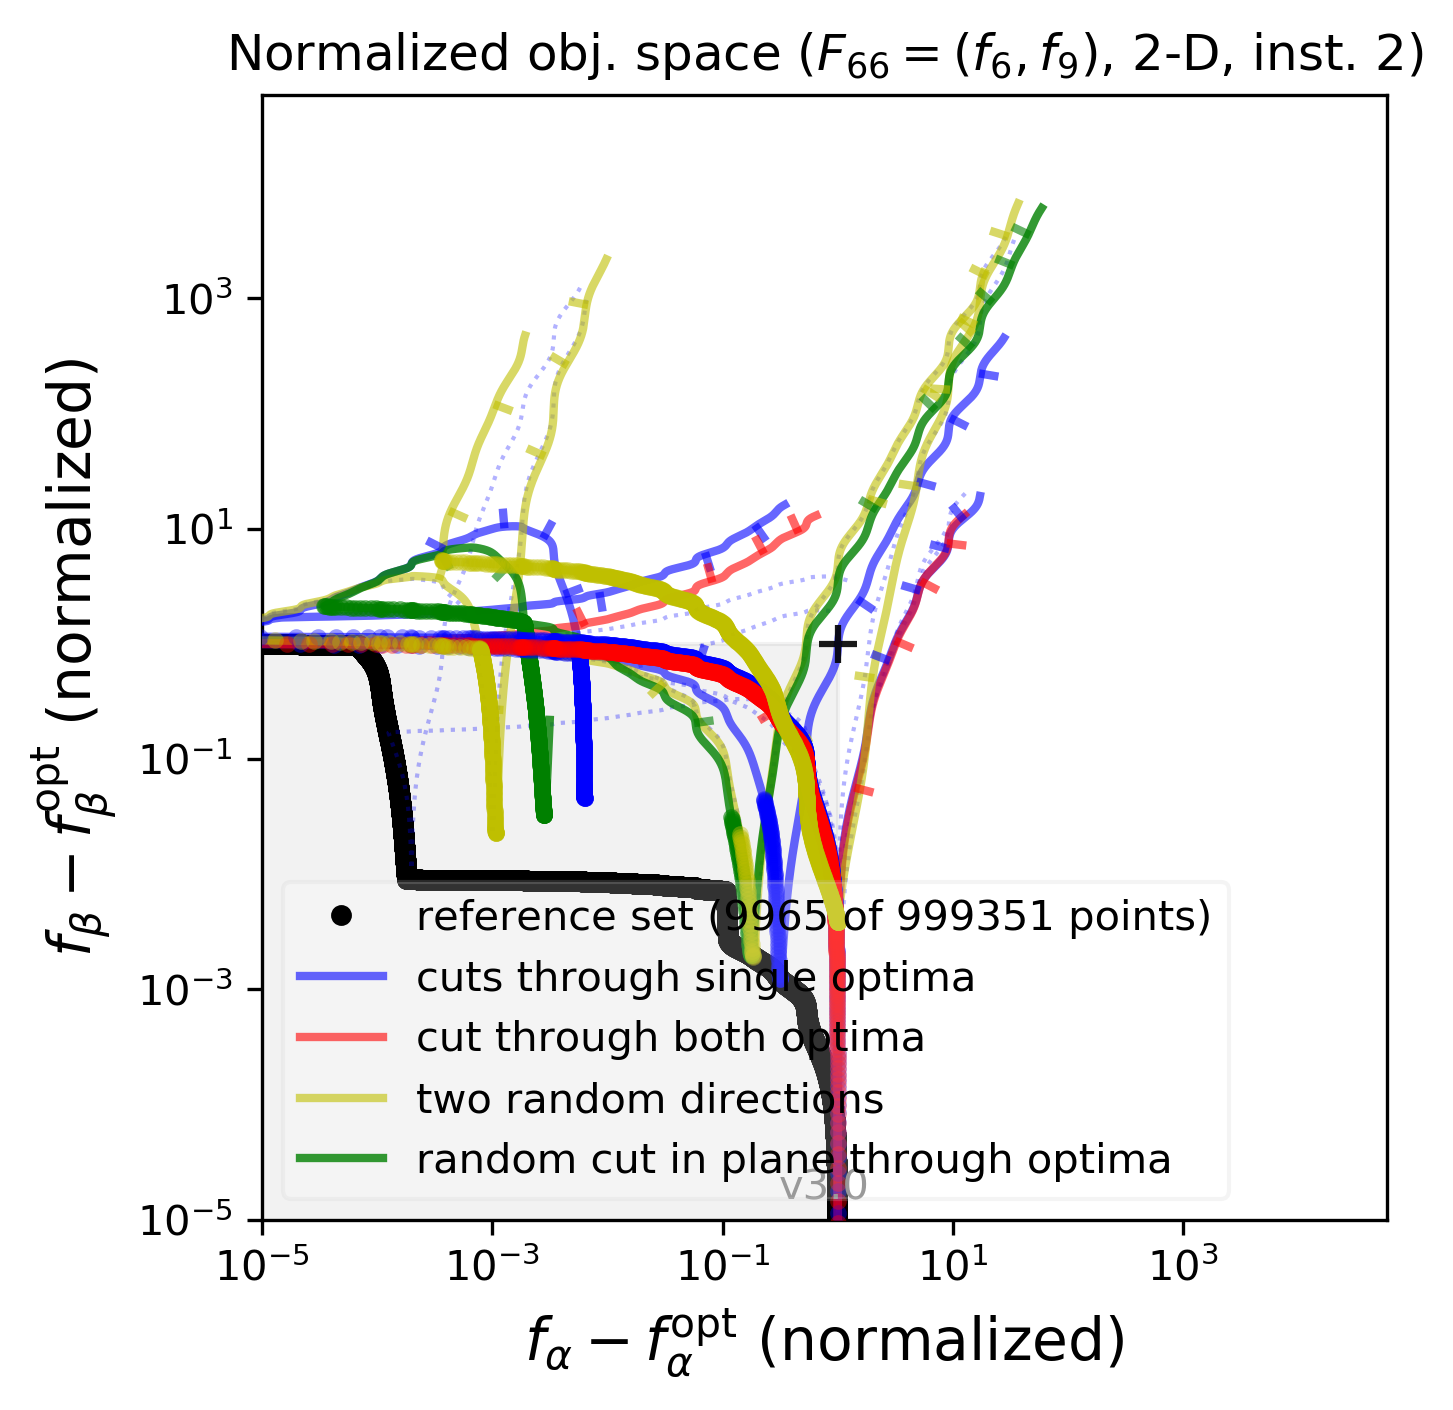 Normalized obj. space (F₆₆ = (f₆, f₉), 2-D, inst. 2)
f_β − f_β^opt (normalized)
10³
10¹
10⁻¹
10⁻³
10⁻⁵
reference set (9965 of 999351 points)
cuts through single optima
cut through both optima
two random directions
random cut in plane through optima
v3.0
10⁻⁵ 10⁻³ 10⁻¹ 10¹ 10³
f_α − f_α^opt (normalized)